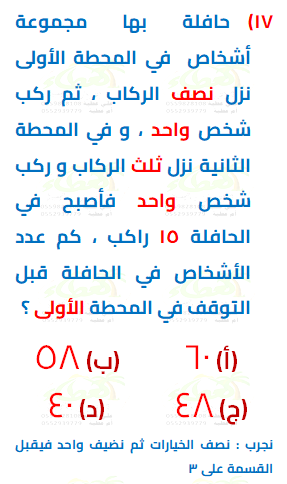 ١٧) حافلة بها مجموعة
أشخاص في المحطة الأولى
نزل نصف الركاب ، ثم ركب
شخص واحد ، و في المحطة
الثانية نزل ثلث الركاب و ركب
شخص واحد فأصبح في
الحافلة ١٥ راكب ، كم عدد
الأشخاص في الحافلة قبل
التوقف في المحطة الأولى ؟
(أ) ٦٠ (ب) ٥٨
(ج) ٤٨ (د) ٤٠
نجرب : نصف الخيارات ثم نضيف واحد فيقبل
القسمة على ٣